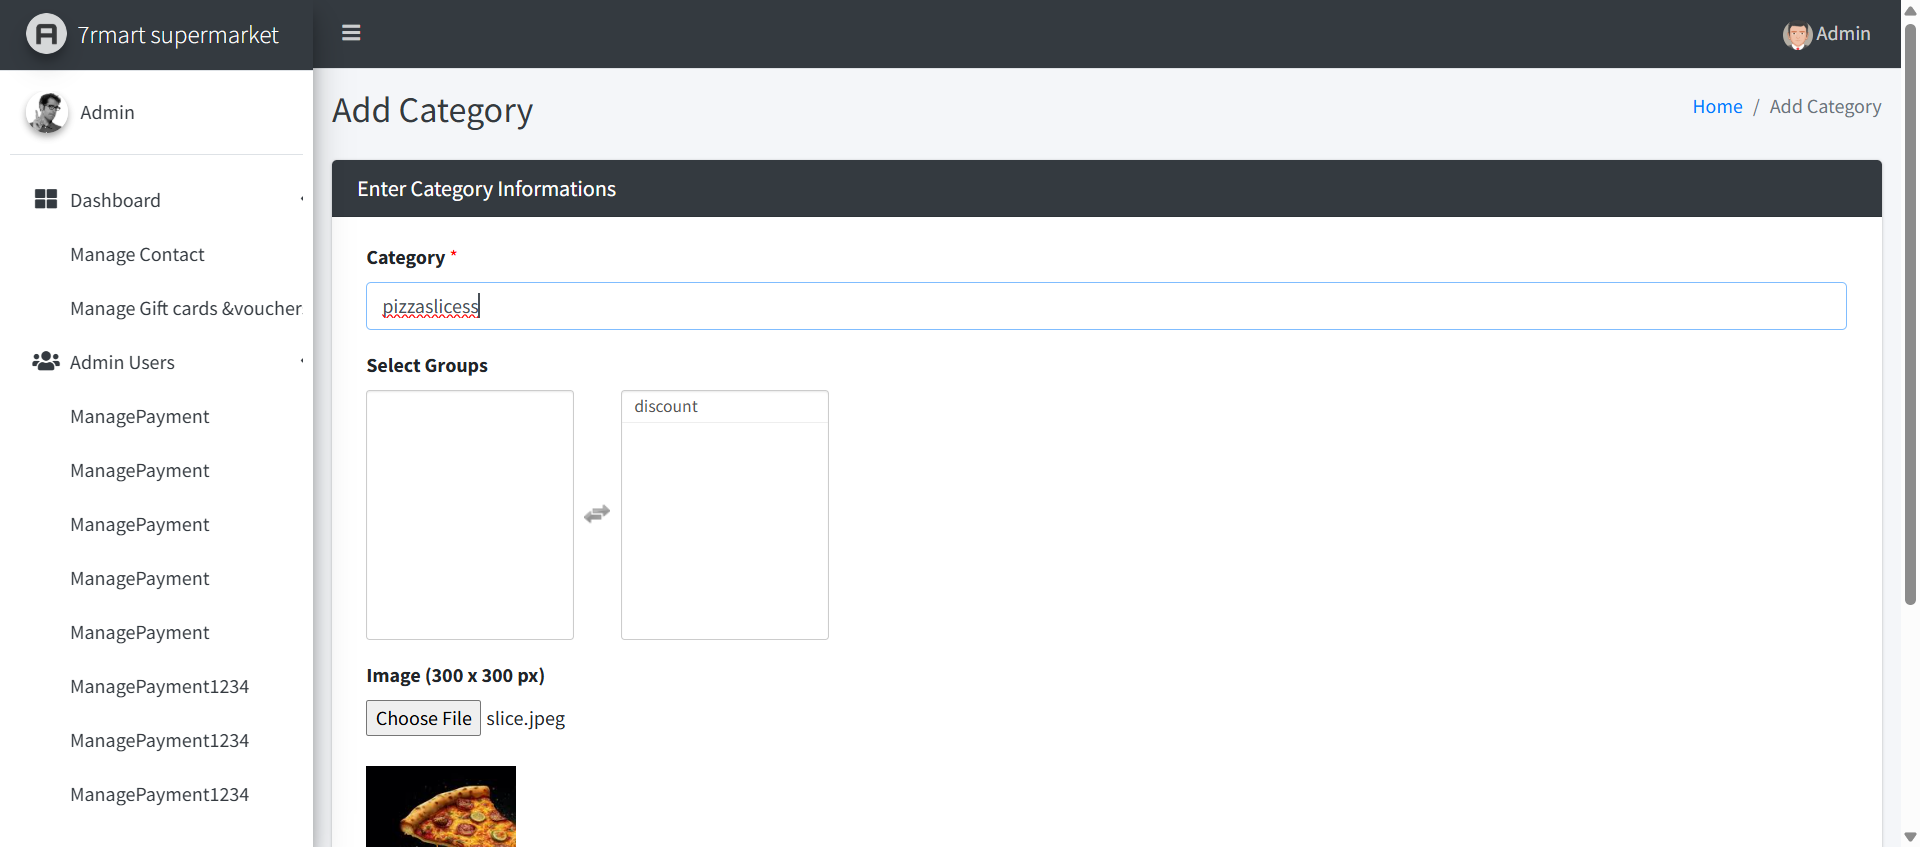 7rmart supermarket
Admin
Admin
Add Category
Home / Add Category
Dashboard
Manage Contact
Manage Gift cards &voucher
Admin Users
ManagePayment
ManagePayment
ManagePayment
ManagePayment
ManagePayment
ManagePayment1234
ManagePayment1234
ManagePayment1234
Enter Category Informations
Category *
pizzaslicess
Select Groups
discount
Image (300 x 300 px)
Choose File slice.jpeg